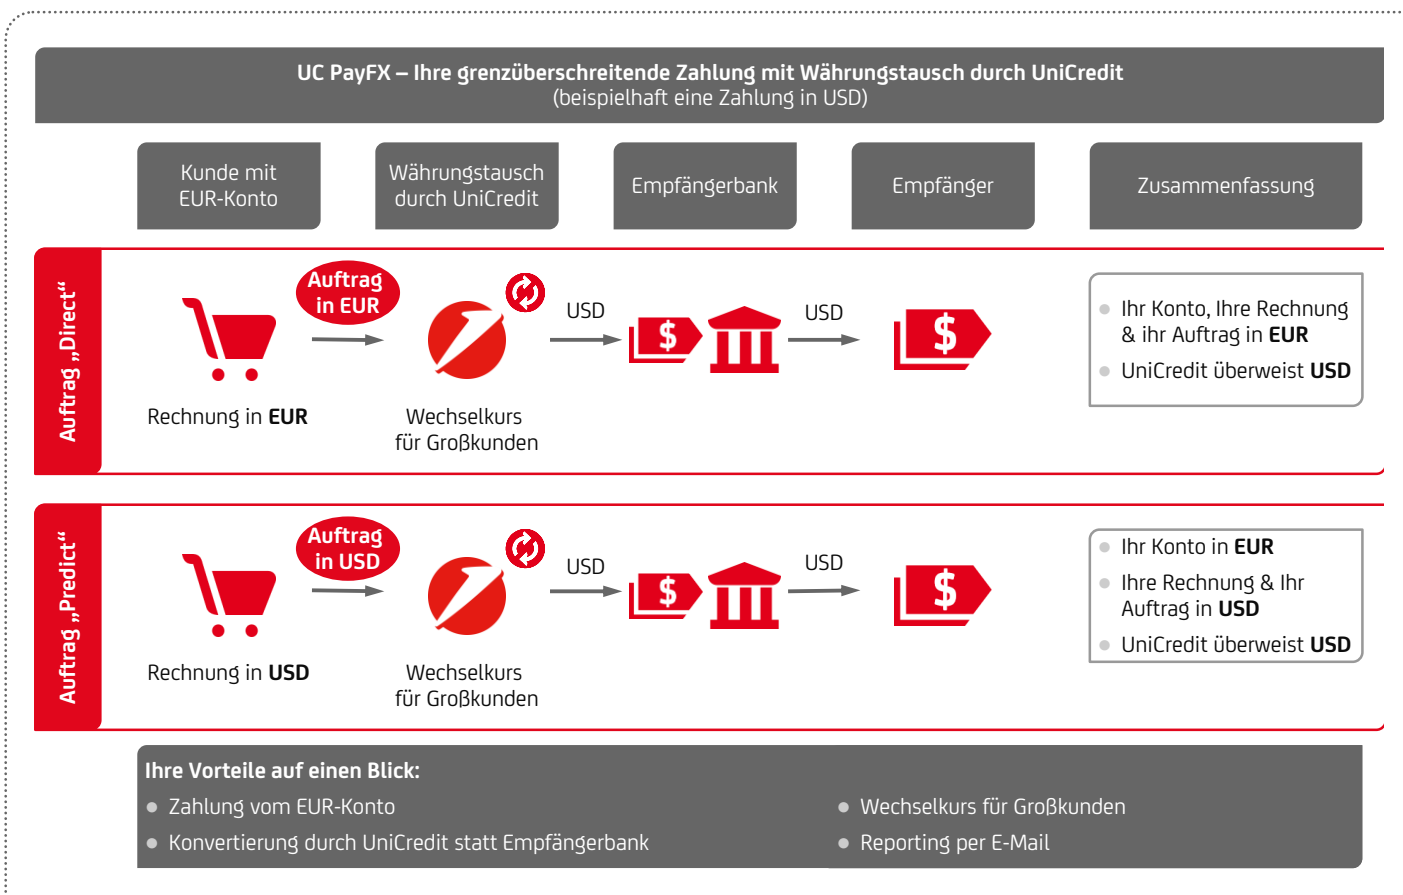 UC PayFX – Ihre grenzüberschreitende Zahlung mit Währungstausch durch UniCredit
(beispielhaft eine Zahlung in USD)
Kunde mit
EUR-Konto
Währungstausch
durch UniCredit
Empfängerbank
Empfänger
Zusammenfassung
Auftrag „Direct“
Auftrag
in EUR
USD
$
USD
$
Rechnung in EUR
Wechselkurs
für Großkunden
Ihr Konto, Ihre Rechnung
& ihr Auftrag in EUR
UniCredit überweist USD
Auftrag „Predict“
Auftrag
in USD
USD
$
USD
$
Rechnung in USD
Wechselkurs
für Großkunden
Ihr Konto in EUR
Ihre Rechnung & Ihr
Auftrag in USD
UniCredit überweist USD
Ihre Vorteile auf einen Blick:
Zahlung vom EUR-Konto
Konvertierung durch UniCredit statt Empfängerbank
Wechselkurs für Großkunden
Reporting per E-Mail